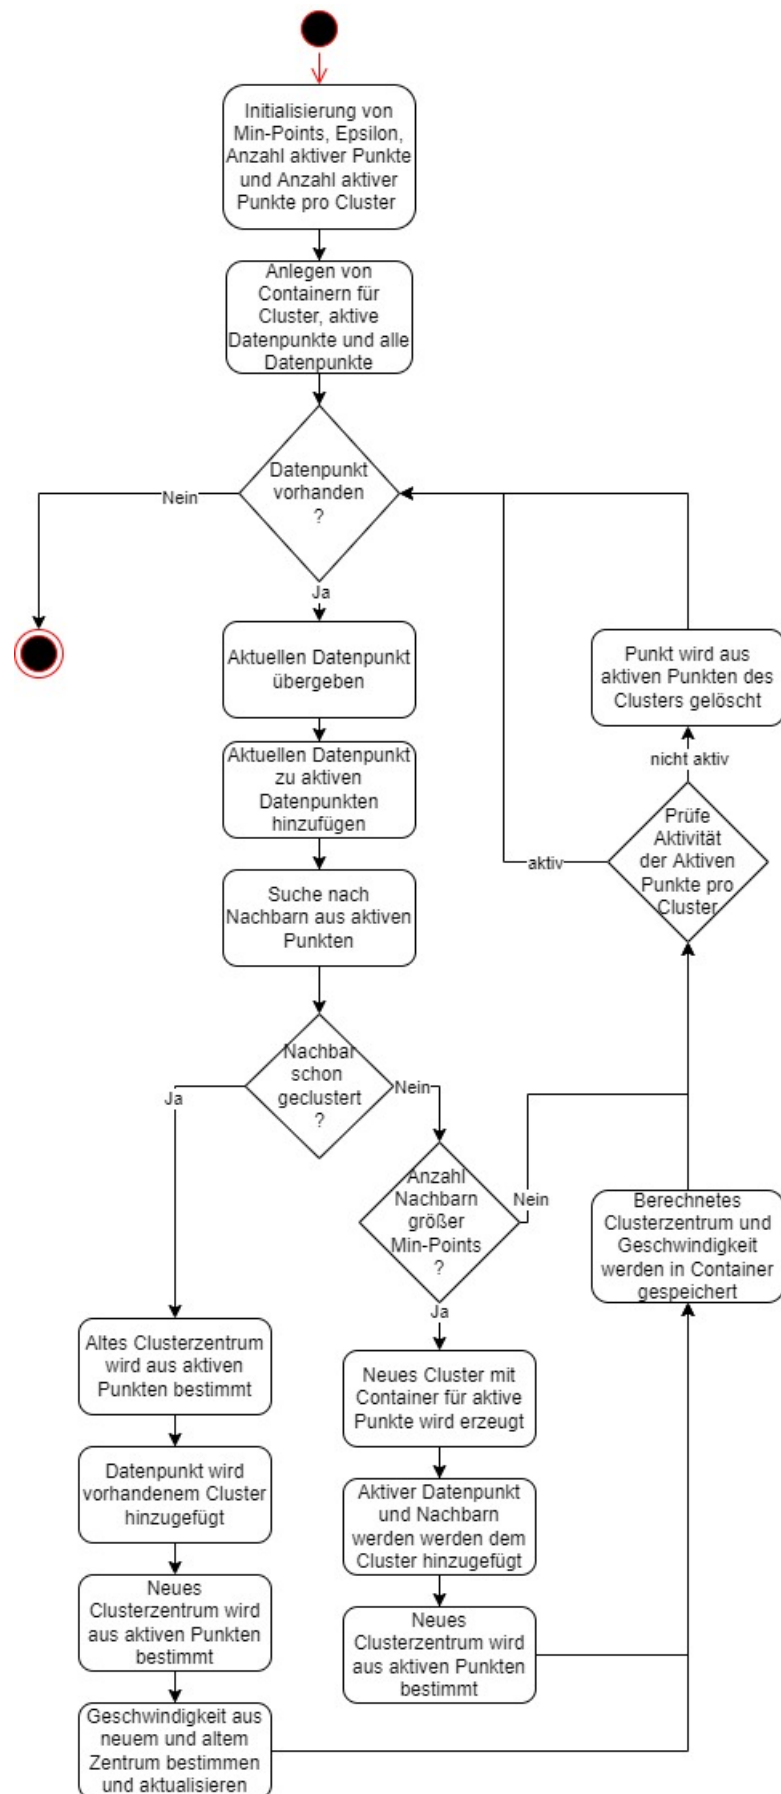 Initialisierung von
Min-Points, Epsilon,
Anzahl aktiver Punkte
und Anzahl aktiver
Punkte pro Cluster
Anlegen von
Containern für
Cluster, aktive
Datenpunkte und alle
Datenpunkte
Datenpunkt
vorhanden
?
Nein
Ja
Aktuellen Datenpunkt
übergeben
Punkt wird aus
aktiven Punkten des
Clusters gelöscht
Aktuellen Datenpunkt
zu aktiven
Datenpunkten
hinzufügen
nicht aktiv
Prüfe
Aktivität
der Aktiven
Punkte pro
Cluster
aktiv
Suche nach
Nachbarn aus aktiven
Punkten
Nachbar
schon
geclustert
?
Ja
Nein
Anzahl
Nachbarn
größer
Min-Points
?
Nein
Ja
Berechnetes
Clusterzentrum und
Geschwindigkeit
werden in Container
gespeichert
Altes Clusterzentrum
wird aus aktiven
Punkten bestimmt
Neues Cluster mit
Container für aktive
Punkte wird erzeugt
Datenpunkt wird
vorhandenem Cluster
hinzugefügt
Aktiver Datenpunkt
und Nachbarn
werden werden dem
Cluster hinzugefügt
Neues
Clusterzentrum wird
aus aktiven Punkten
bestimmt
Neues
Clusterzentrum wird
aus aktiven Punkten
bestimmt
Geschwindigkeit aus
neuem und altem
Zentrum bestimmen
und aktualisieren